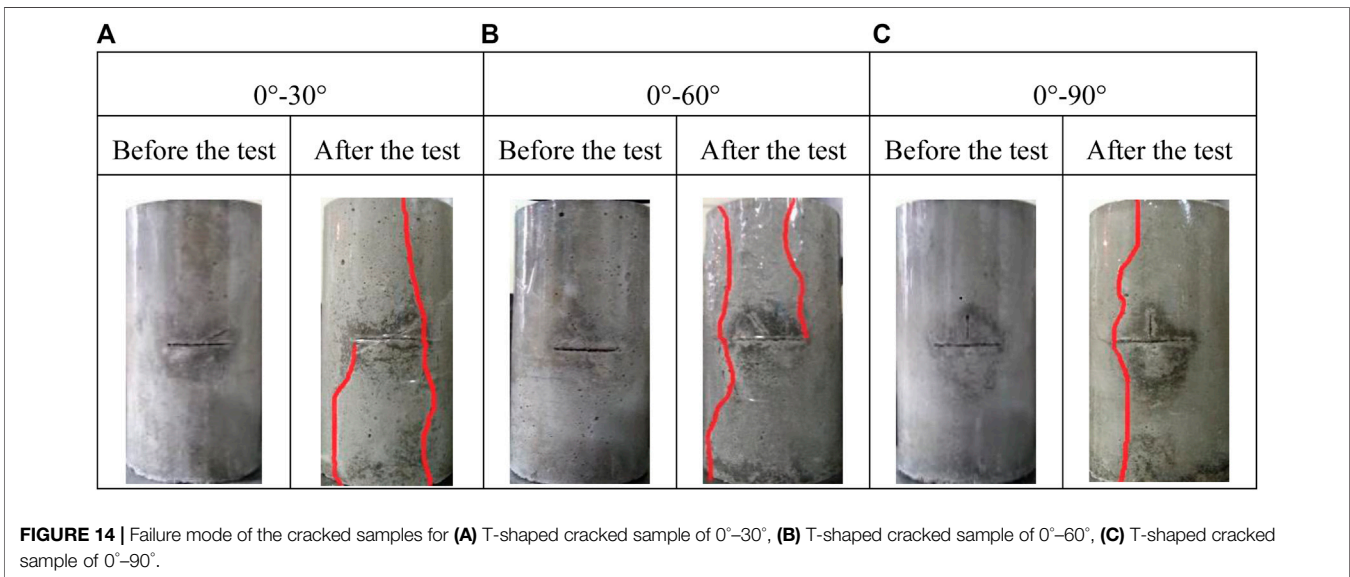 A B C
0°-30° 0°-60° 0°-90°
Before the test After the test Before the test After the test Before the test After the test
FIGURE 14 | Failure mode of the cracked samples for (A) T-shaped cracked sample of 0°–30°, (B) T-shaped cracked sample of 0°–60°, (C) T-shaped cracked
sample of 0°–90°.